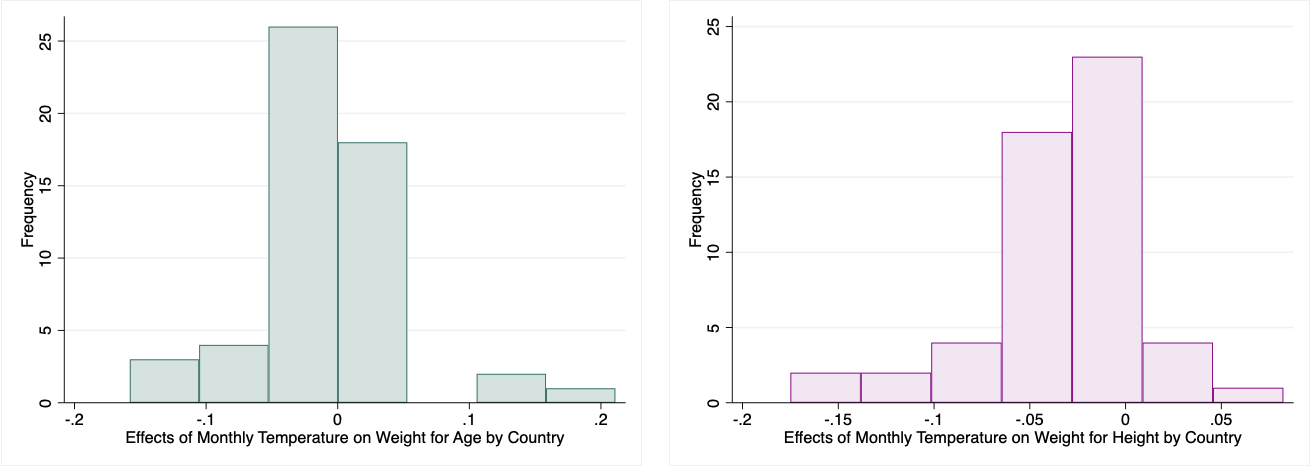 25
20
15
10
5
0
Frequency
-.2 -.1 0 .1 .2
Effects of Monthly Temperature on Weight for Age by Country
25
20
15
10
5
0
Frequency
-.2 -.15 -.1 -.05 0 .05
Effects of Monthly Temperature on Weight for Height by Country